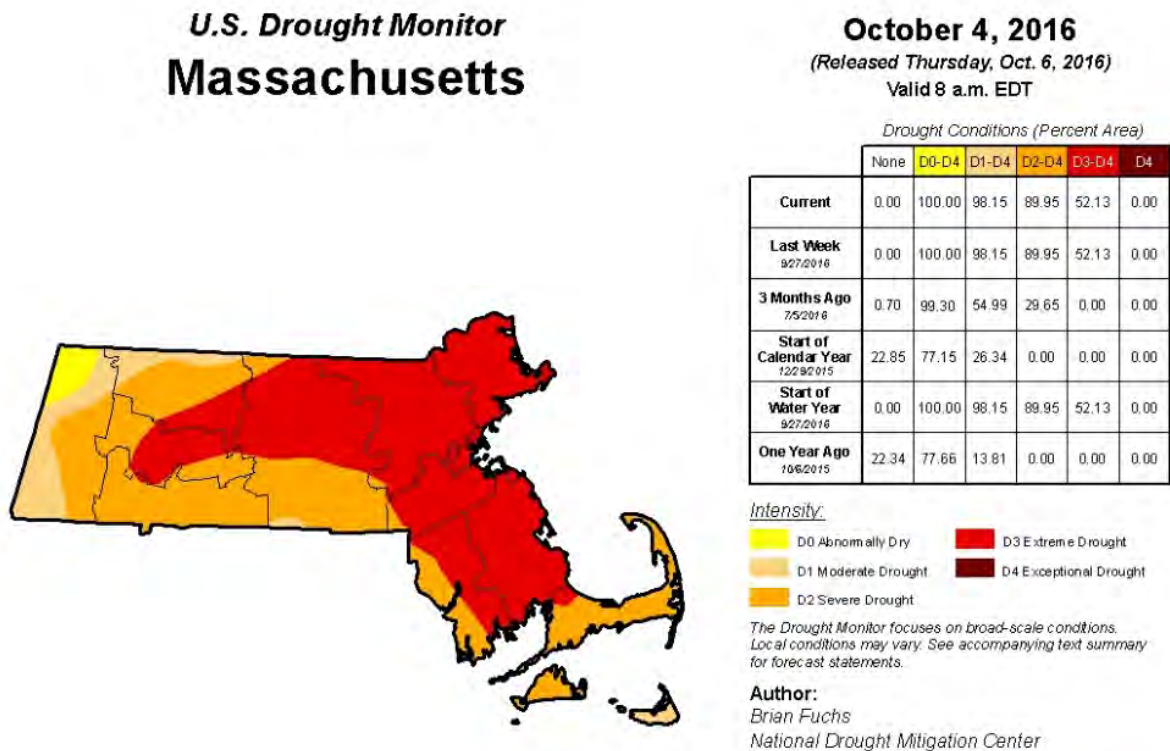 U.S. Drought Monitor
Massachusetts
October 4, 2016
(Released Thursday, Oct. 6, 2016)
Valid 8 a.m. EDT
Drought Conditions (Percent Area)
None D0-D4 D1-D4 D2-D4 D3-D4 D4
Current 0.00 100.00 98.15 89.95 52.13 0.00
Last Week
9/27/2016
0.00 100.00 98.15 89.95 52.13 0.00
3 Months Ago
7/5/2016
0.70 99.30 54.99 29.65 0.00 0.00
Start of
Calendar Year
12/29/2015
22.85 77.15 26.34 0.00 0.00 0.00
Start of
Water Year
9/27/2016
0.00 100.00 98.15 89.95 52.13 0.00
One Year Ago
10/6/2015
22.34 77.66 13.81 0.00 0.00 0.00
Intensity:
D0 Abnormally Dry
D1 Moderate Drought
D2 Severe Drought
D3 Extreme Drought
D4 Exceptional Drought
The Drought Monitor focuses on broad-scale conditions.
Local conditions may vary. See accompanying text summary
for forecast statements.
Author:
Brian Fuchs
National Drought Mitigation Center